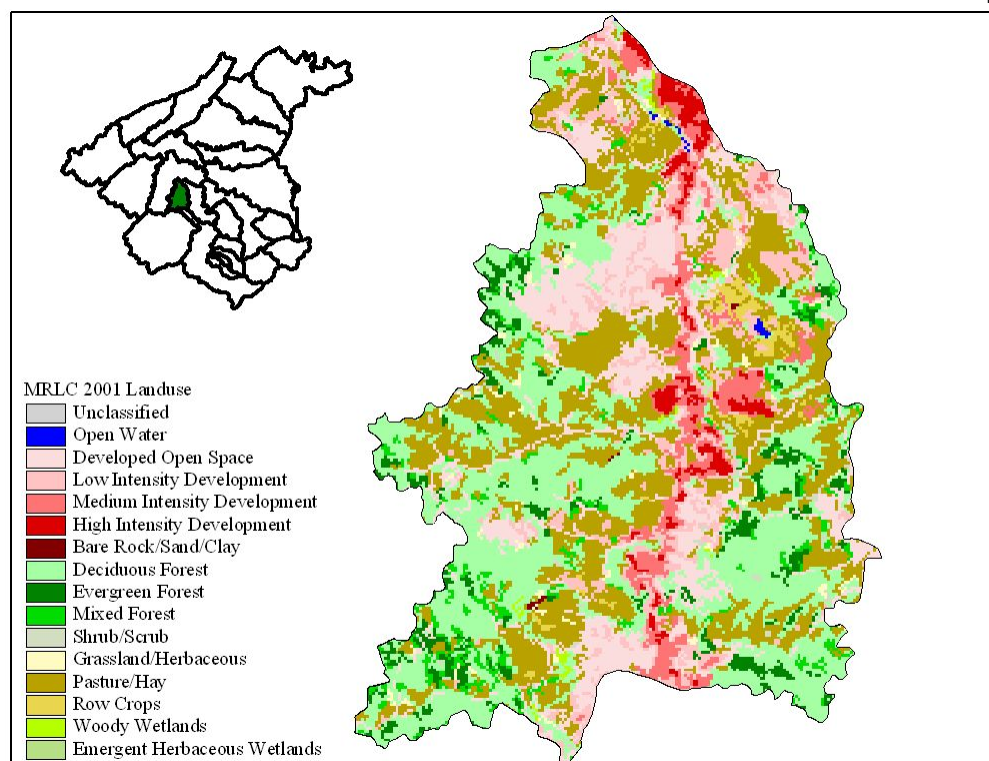 MRLC 2001 Landuse
Unclassified
Open Water
Developed Open Space
Low Intensity Development
Medium Intensity Development
High Intensity Development
Bare Rock/Sand/Clay
Deciduous Forest
Evergreen Forest
Mixed Forest
Shrub/Scrub
Grassland/Herbaceous
Pasture/Hay
Row Crops
Woody Wetlands
Emergent Herbaceous Wetlands